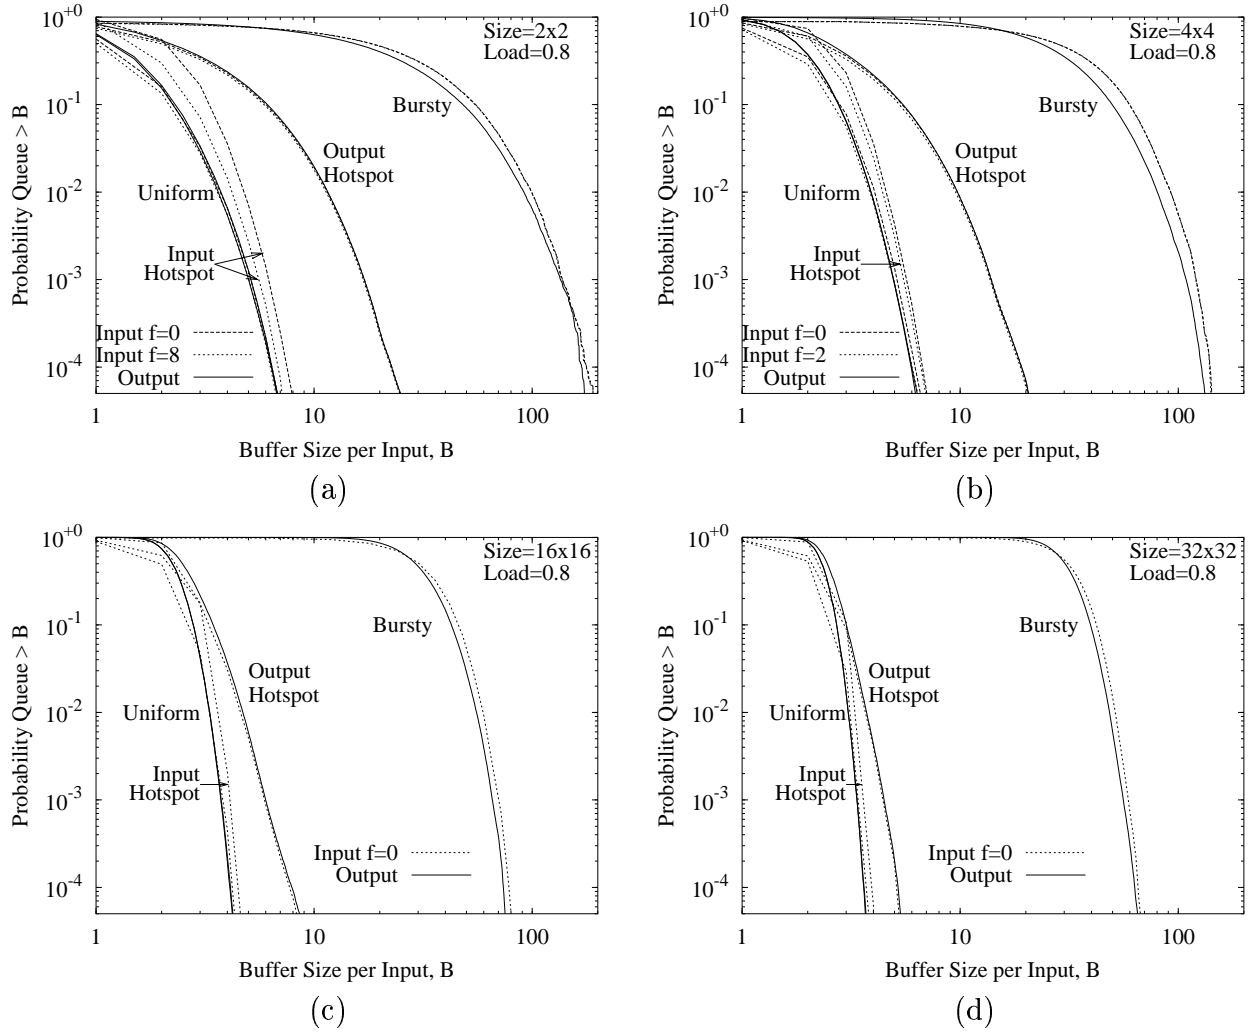 Probability Queue > B
10^+0
10^-1
10^-2
10^-3
10^-4
Size=2x2
Load=0.8
Bursty
Output
Hotspot
Uniform
Input
Hotspot
Input f=0
Input f=8
Output
1
10
100
Buffer Size per Input, B
(a)
Probability Queue > B
10^+0
10^-1
10^-2
10^-3
10^-4
Size=4x4
Load=0.8
Bursty
Output
Hotspot
Uniform
Input
Hotspot
Input f=0
Input f=2
Output
1
10
100
Buffer Size per Input, B
(b)
Probability Queue > B
10^+0
10^-1
10^-2
10^-3
10^-4
Size=16x16
Load=0.8
Bursty
Output
Hotspot
Uniform
Input
Hotspot
Input f=0
Output
1
10
100
Buffer Size per Input, B
(c)
Probability Queue > B
10^+0
10^-1
10^-2
10^-3
10^-4
Size=32x32
Load=0.8
Bursty
Output
Hotspot
Uniform
Input
Hotspot
Input f=0
Output
1
10
100
Buffer Size per Input, B
(d)